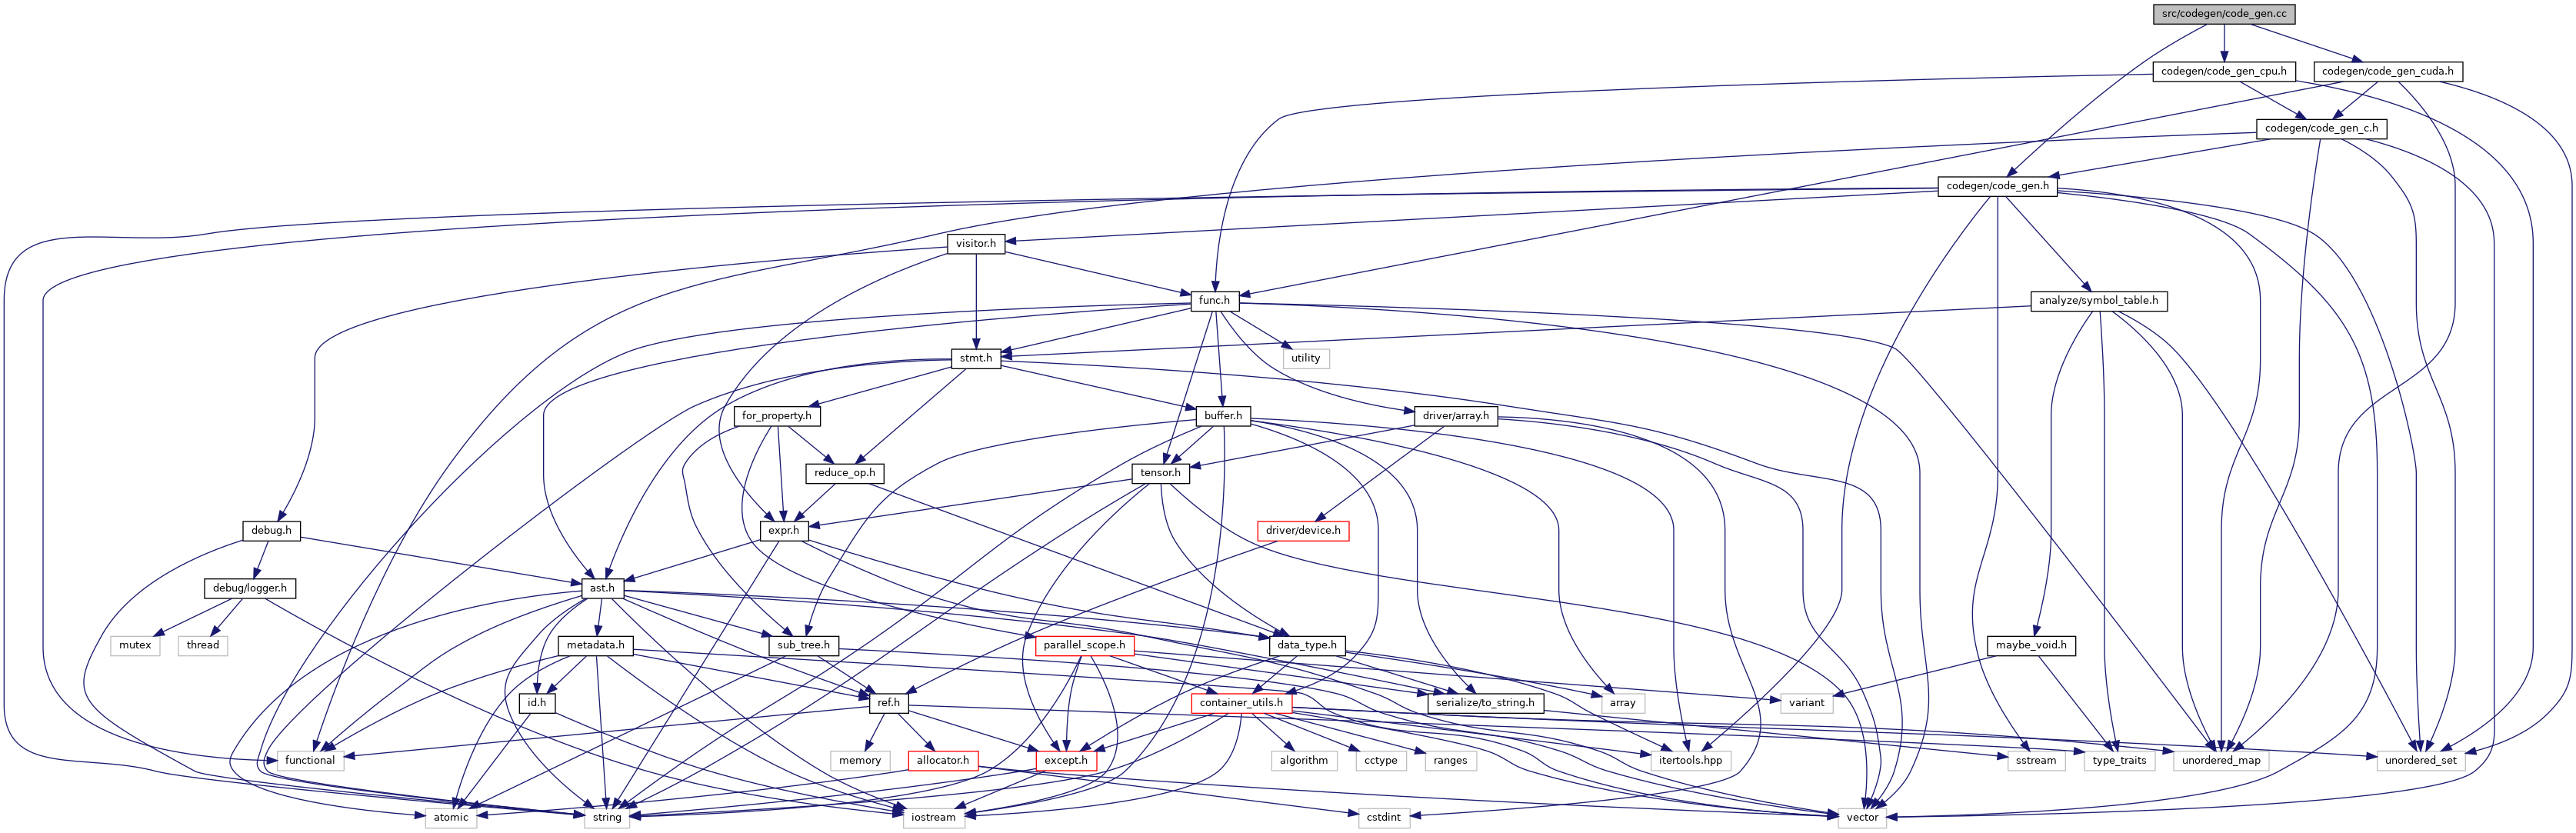 src/codegen/code_gen.cc
codegen/code_gen_cpu.h
codegen/code_gen_cuda.h
codegen/code_gen_c.h
codegen/code_gen.h
visitor.h
func.h
analyze/symbol_table.h
stmt.h
utility
for_property.h
buffer.h
driver/array.h
reduce_op.h
tensor.h
debug.h
expr.h
driver/device.h
debug/logger.h
ast.h
mutex
thread
metadata.h
sub_tree.h
parallel_scope.h
data_type.h
maybe_void.h
id.h
ref.h
container_utils.h
serialize/to_string.h
array
variant
functional
memory
allocator.h
except.h
algorithm
cctype
ranges
itertools.hpp
sstream
type_traits
unordered_map
unordered_set
atomic
string
iostream
cstdint
vector